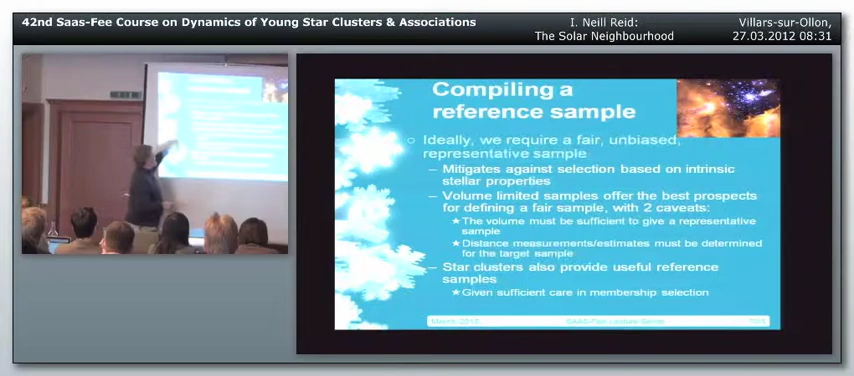 42nd Saas-Fee Course on Dynamics of Young Star Clusters & Associations
I. Neill Reid:
The Solar Neighbourhood
Villars-sur-Ollon,
27.03.2012 08:31
Compiling a
reference sample
Ideally, we require a fair, unbiased,
representative sample
– Mitigates against selection based on intrinsic
stellar properties
– Volume limited samples offer the best prospects
for defining a fair sample, with 2 caveats:
★The volume must be sufficient to give a representative
sample
★Distance measurements/estimates must be determined
for the target sample
– Star clusters also provide useful reference
samples
★Given sufficient care in membership selection